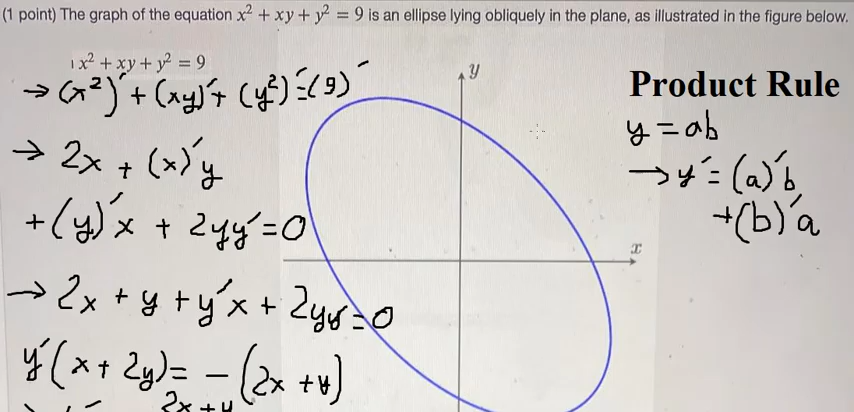 (1 point) The graph of the equation x² + xy + y² = 9 is an ellipse lying obliquely in the plane, as illustrated in the figure below.
x² + xy + y² = 9
→ (x²)′ + (xy)′ + (y²)′ = (9)′
→ 2x + (x)′y
+ (y)′x + 2yy′ = 0
→ 2x + y + y′x + 2yy′ = 0
y′(x + 2y) = - (2x + y)
2x + y
y
x
Product Rule
y = ab
→ y′ = (a)′b
+ (b)′a